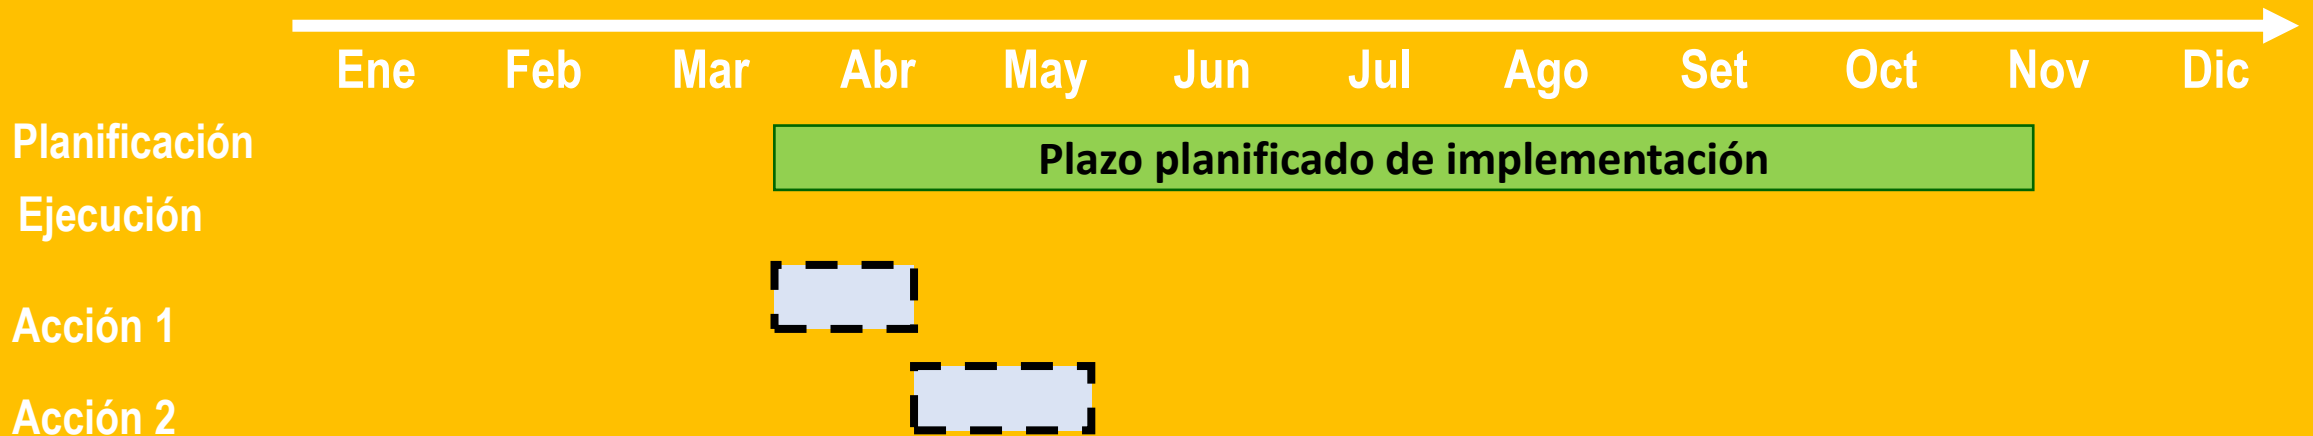 Ene Feb Mar Abr May Jun Jul Ago Set Oct Nov Dic
Planificación
Plazo planificado de implementación
Ejecución
Acción 1
Acción 2